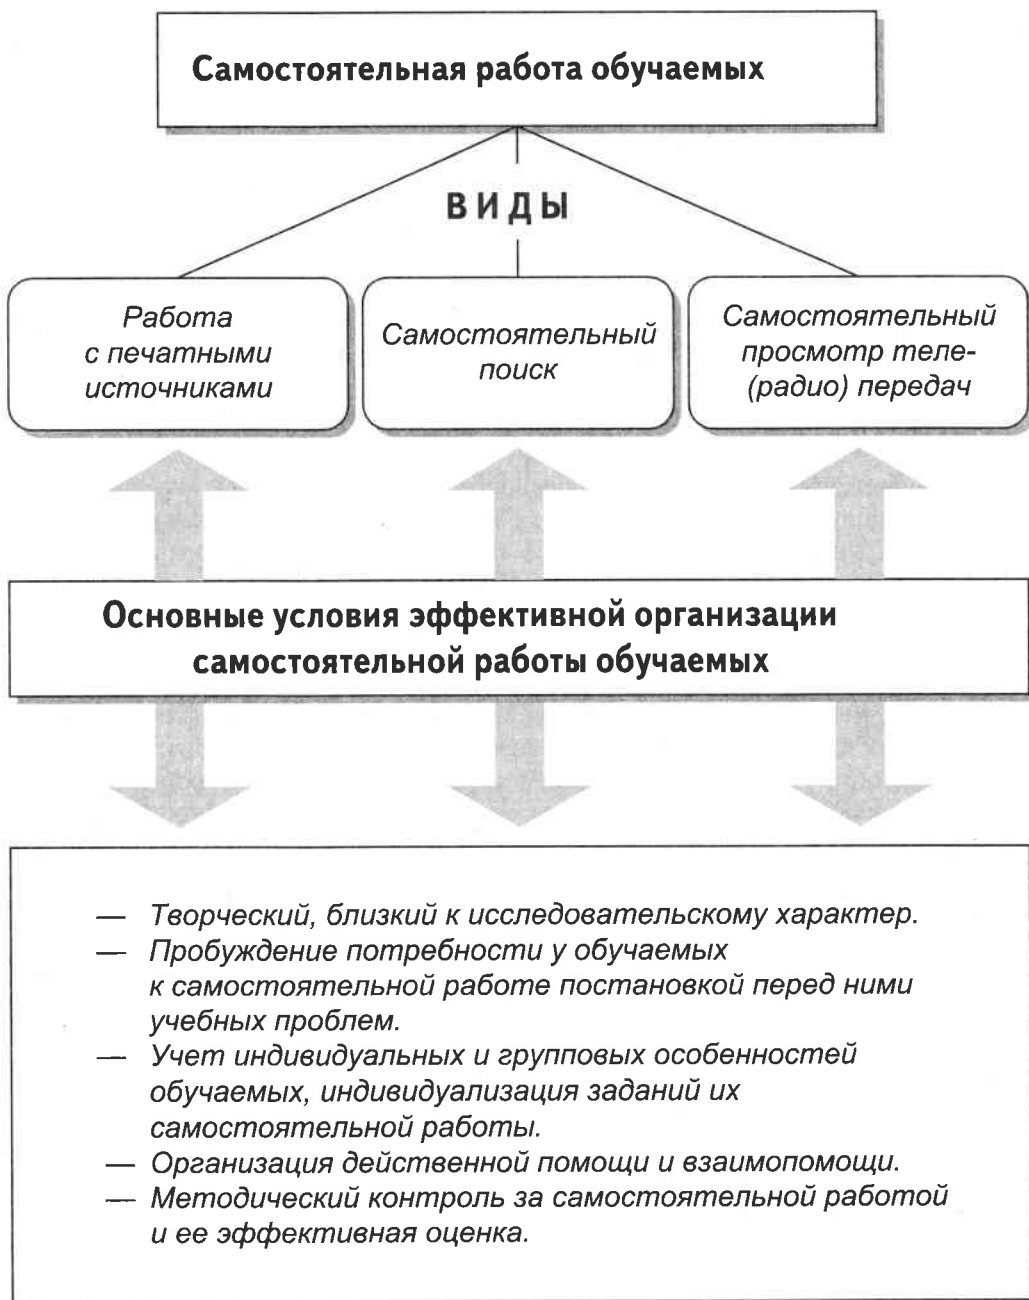 Самостоятельная работа обучаемых
ВИДЫ
Работа
с печатными
источниками
Самостоятельный
поиск
Самостоятельный
просмотр теле-
(радио) передач
Основные условия эффективной организации
самостоятельной работы обучаемых
— Творческий, близкий к исследовательскому характер.
— Пробуждение потребности у обучаемых
к самостоятельной работе постановкой перед ними
учебных проблем.
— Учет индивидуальных и групповых особенностей
обучаемых, индивидуализация заданий их
самостоятельной работы.
— Организация действенной помощи и взаимопомощи.
— Методический контроль за самостоятельной работой
и ее эффективная оценка.